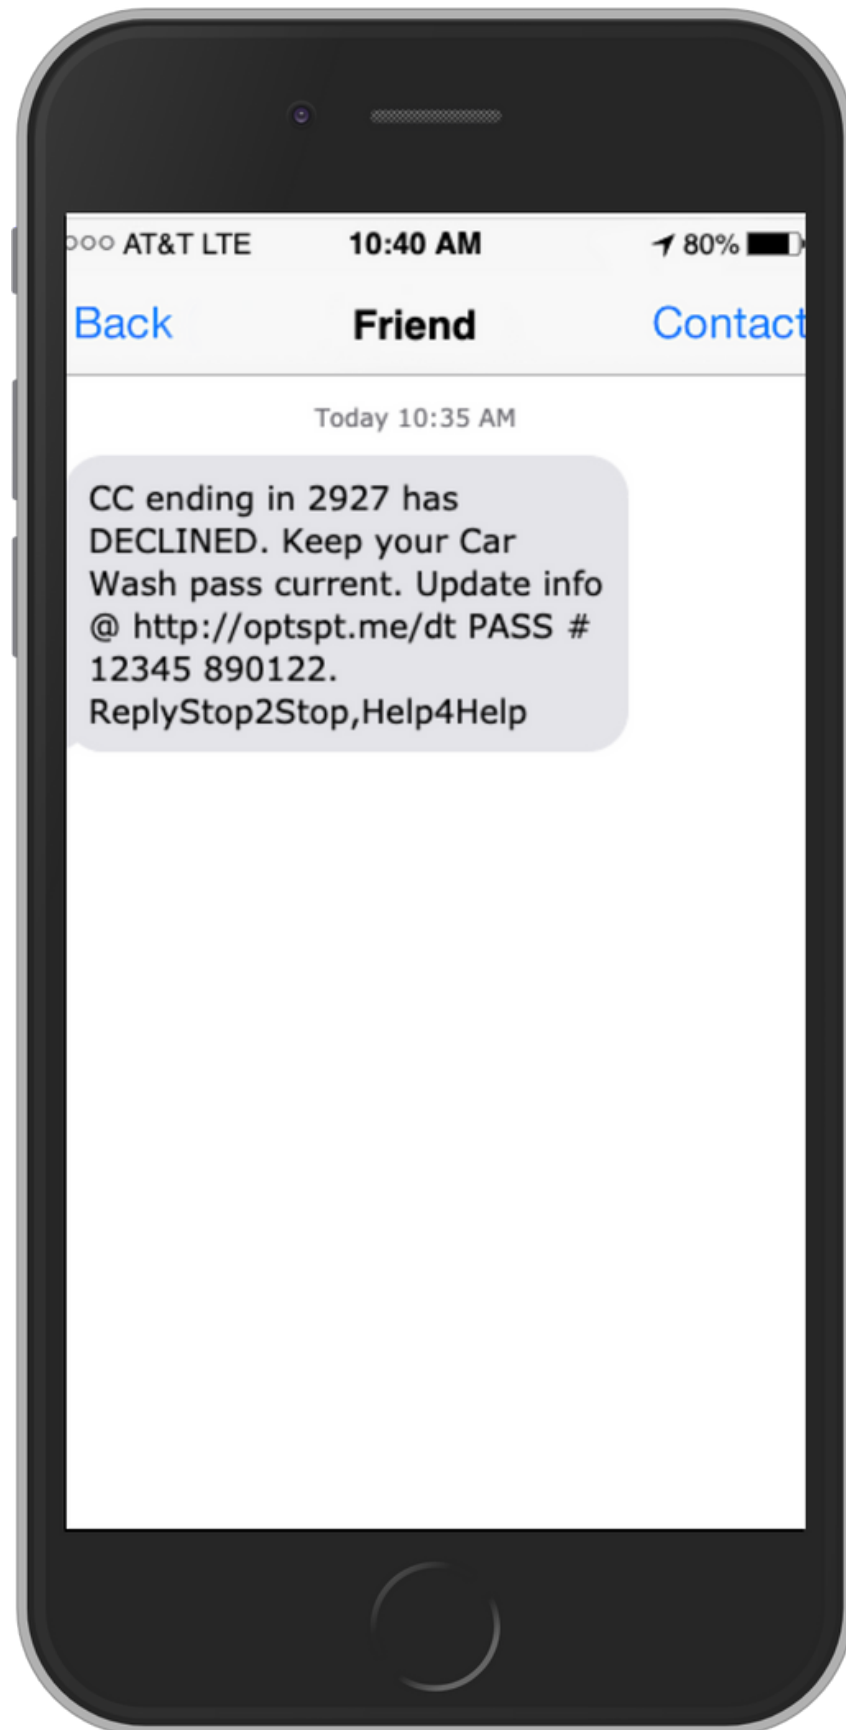 AT&T LTE 10:40 AM 80%
Back Friend Contact
Today 10:35 AM
CC ending in 2927 has
DECLINED. Keep your Car
Wash pass current. Update info
@ http://optspt.me/dt PASS #
12345 890122.
ReplyStop2Stop,Help4Help